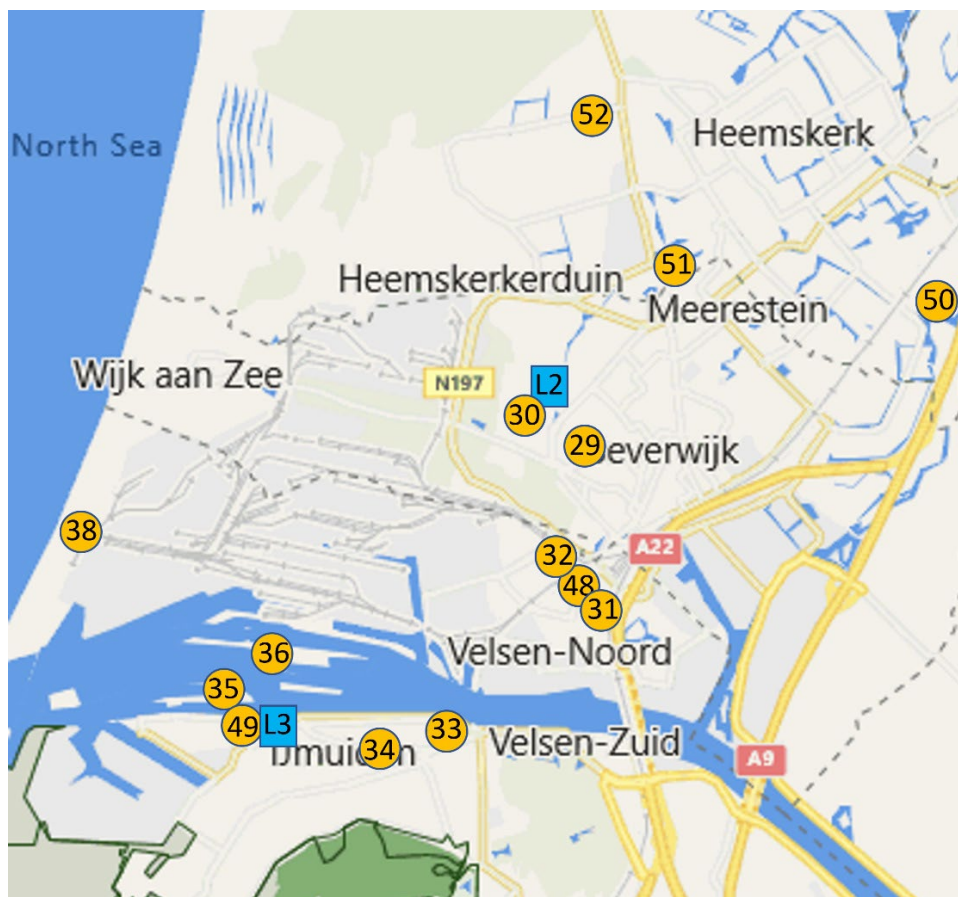 52
Heemskerk
North Sea
51
Heemskerkerduin
50
Meerestein
Wijk aan Zee
N197
L2
30
29
everwijk
38
32
A22
48
31
36
Velsen-Noord
35
49
L3
33
34
IJmuiden
Velsen-Zuid
A9